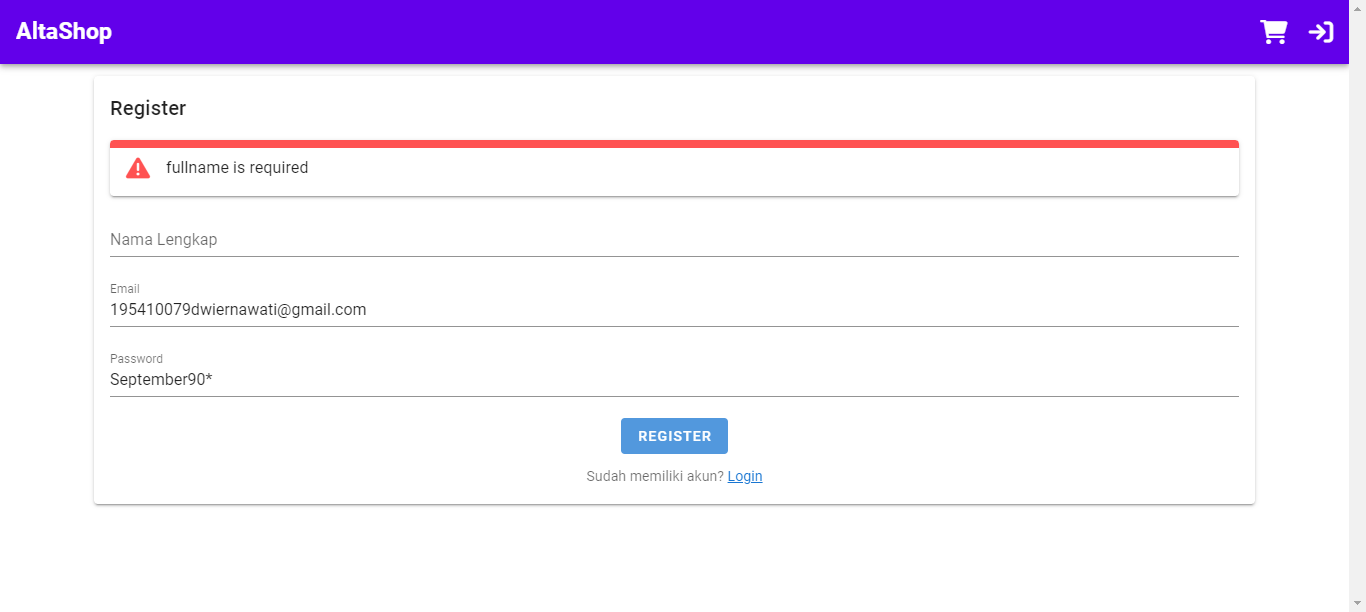 AltaShop
Register
fullname is required
Nama Lengkap
Email
195410079dwiernawati@gmail.com
Password
September90*
REGISTER
Sudah memiliki akun? Login